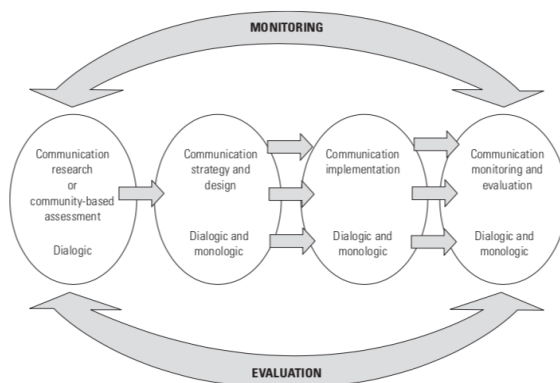 MONITORING
Communication
research
or
community-based
assessment
Dialogic
Communication
strategy and
design
Dialogic and
monologic
Communication
implementation
Dialogic and
monologic
Communication
monitoring and
evaluation
Dialogic and
monologic
EVALUATION